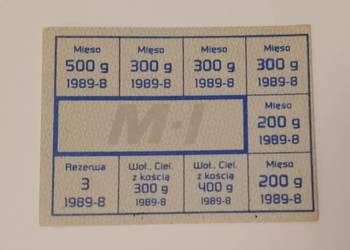 Mięso
500 g
1989-8
Mięso
300 g
1989-8
Mięso
300 g
1989-8
Mięso
300 g
1989-8
M-I
Mięso
200 g
1989-8
Rezerwa
3
1989-8
Woł., Ciel.
z kością
300 g
1989-8
Woł., Ciel.
z kością
400 g
1989-8
Mięso
200 g
1989-8